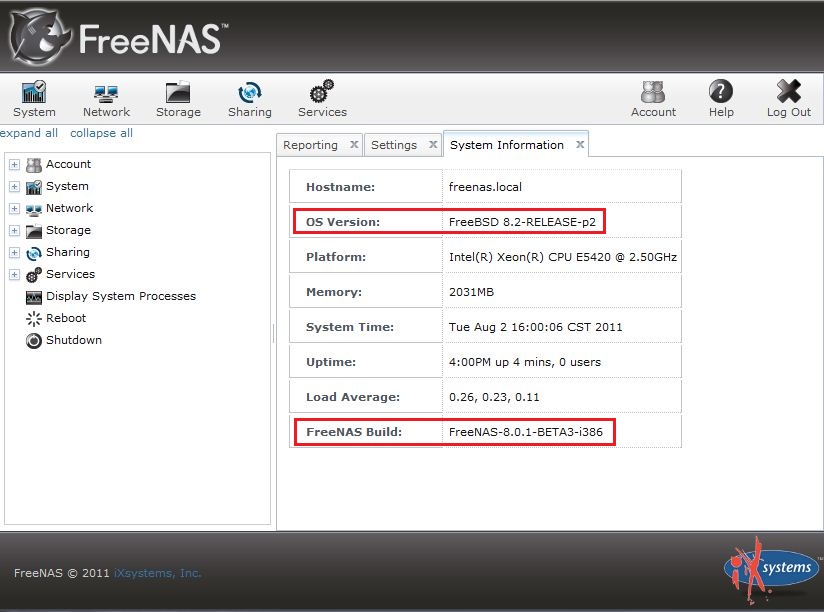 FreeNAS™
System Network Storage Sharing Services Account Help Log Out
expand all collapse all
Reporting Settings System Information
Account
System
Network
Storage
Sharing
Services
Display System Processes
Reboot
Shutdown
Hostname: freenas.local
OS Version: FreeBSD 8.2-RELEASE-p2
Platform: Intel(R) Xeon(R) CPU E5420 @ 2.50GHz
Memory: 2031MB
System Time: Tue Aug 2 16:00:06 CST 2011
Uptime: 4:00PM up 4 mins, 0 users
Load Average: 0.26, 0.23, 0.11
FreeNAS Build: FreeNAS-8.0.1-BETA3-i386
FreeNAS © 2011 iXsystems, Inc.
iXsystems™